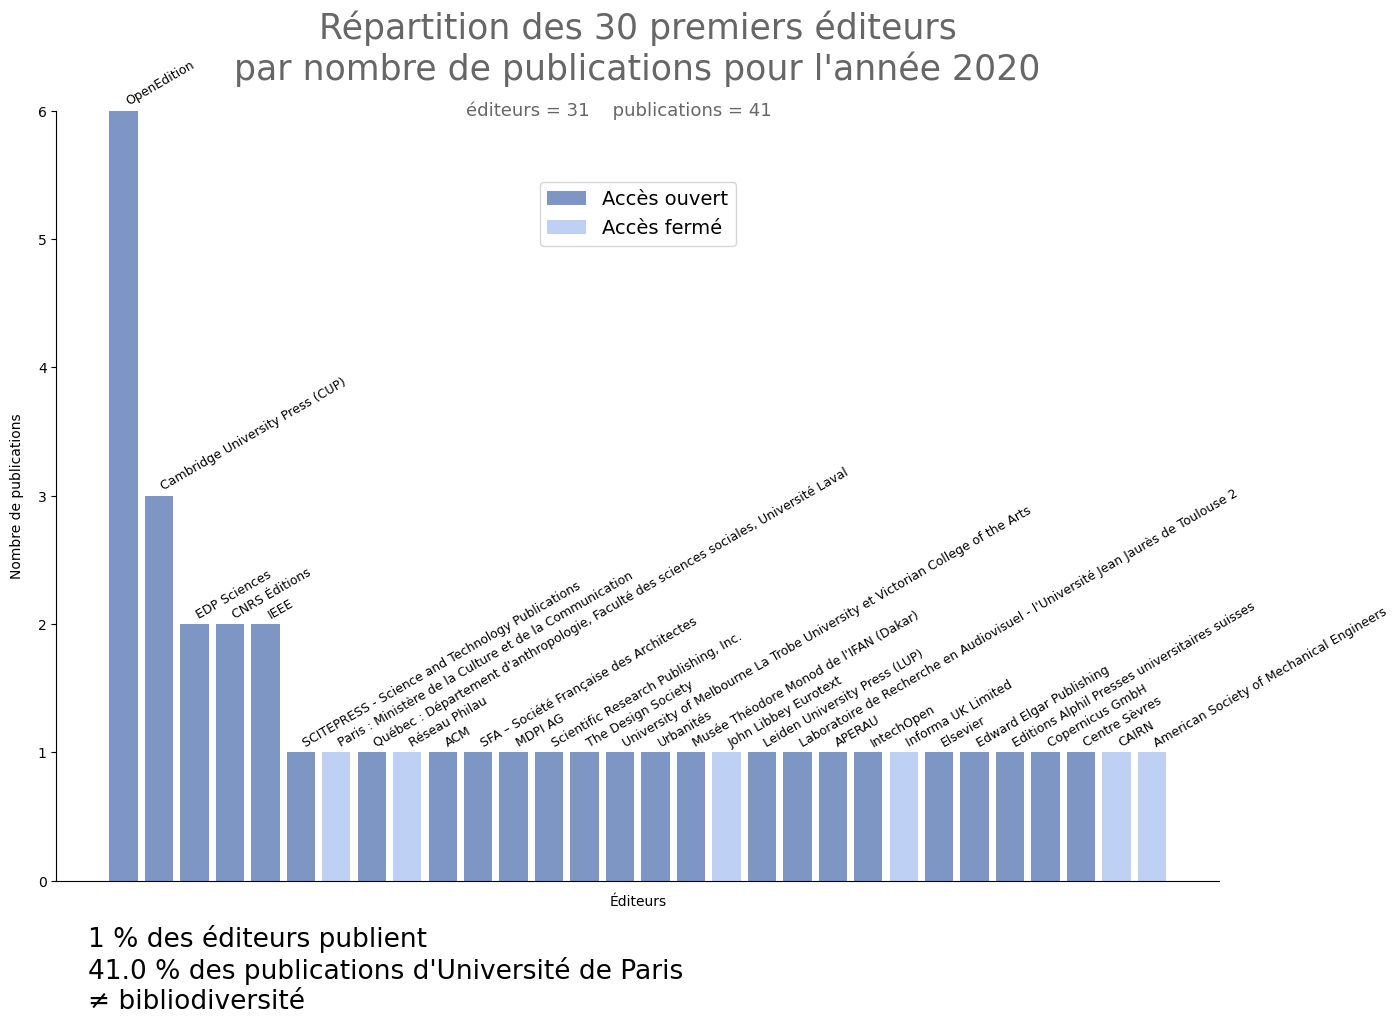 Répartition des 30 premiers éditeurs
par nombre de publications pour l'année 2020
éditeurs = 31    publications = 41
Accès ouvert
Accès fermé
Nombre de publications
6
5
4
3
2
1
0
OpenEdition
Cambridge University Press (CUP)
EDP Sciences
CNRS Éditions
IEEE
SCITEPRESS - Science and Technology Publications
Paris : Ministère de la Culture et de la Communication
Québec : Département d'anthropologie, Faculté des sciences sociales, Université Laval
Réseau Philau
ACM
SFA – Société Française des Architectes
MDPI AG
Scientific Research Publishing, Inc.
The Design Society
University of Melbourne La Trobe University et Victorian College of the Arts
Urbanités
Musée Théodore Monod de l'IFAN (Dakar)
John Libbey Eurotext
Leiden University Press (LUP)
Laboratoire de Recherche en Audiovisuel - l'Université Jean Jaurès de Toulouse 2
APERAU
IntechOpen
Informa UK Limited
Elsevier
Edward Elgar Publishing
Editions Alphil Presses universitaires suisses
Copernicus GmbH
Centre Sèvres
CAIRN
American Society of Mechanical Engineers
Éditeurs
1 % des éditeurs publient
41.0 % des publications d'Université de Paris
≠ bibliodiversité